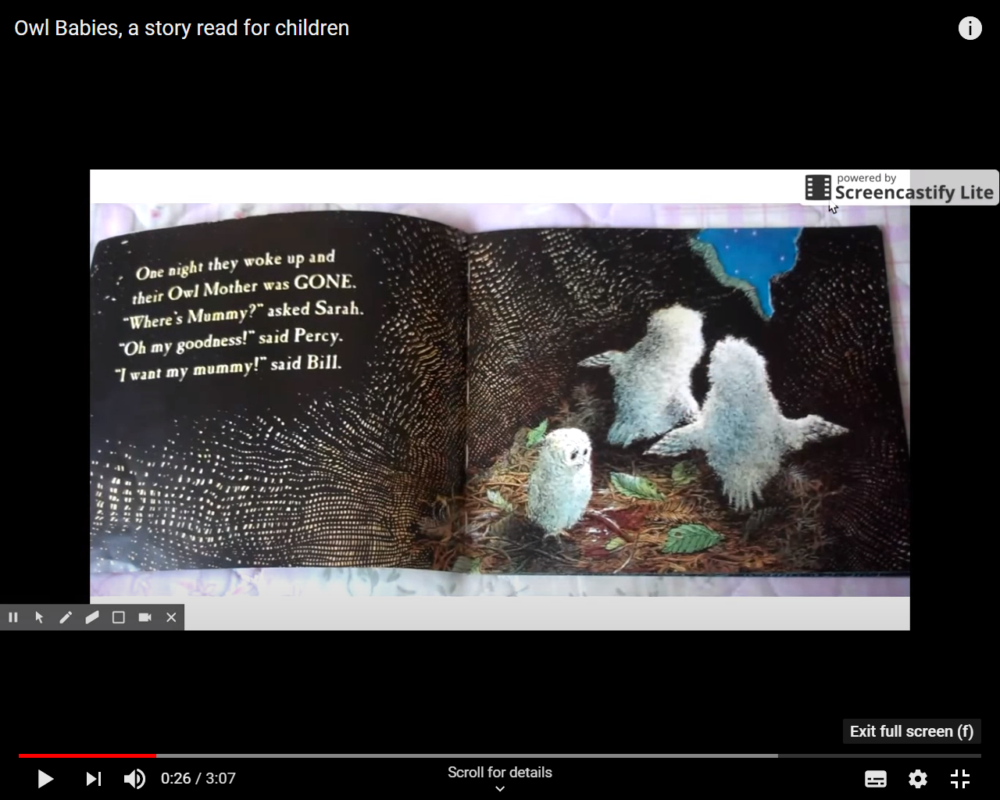 Owl Babies, a story read for children
powered by
Screencastify Lite
One night they woke up and
their Owl Mother was GONE.
"Where's Mummy?" asked Sarah.
"Oh my goodness!" said Percy.
"I want my mummy!" said Bill.
Exit full screen (f)
0:26 / 3:07
Scroll for details